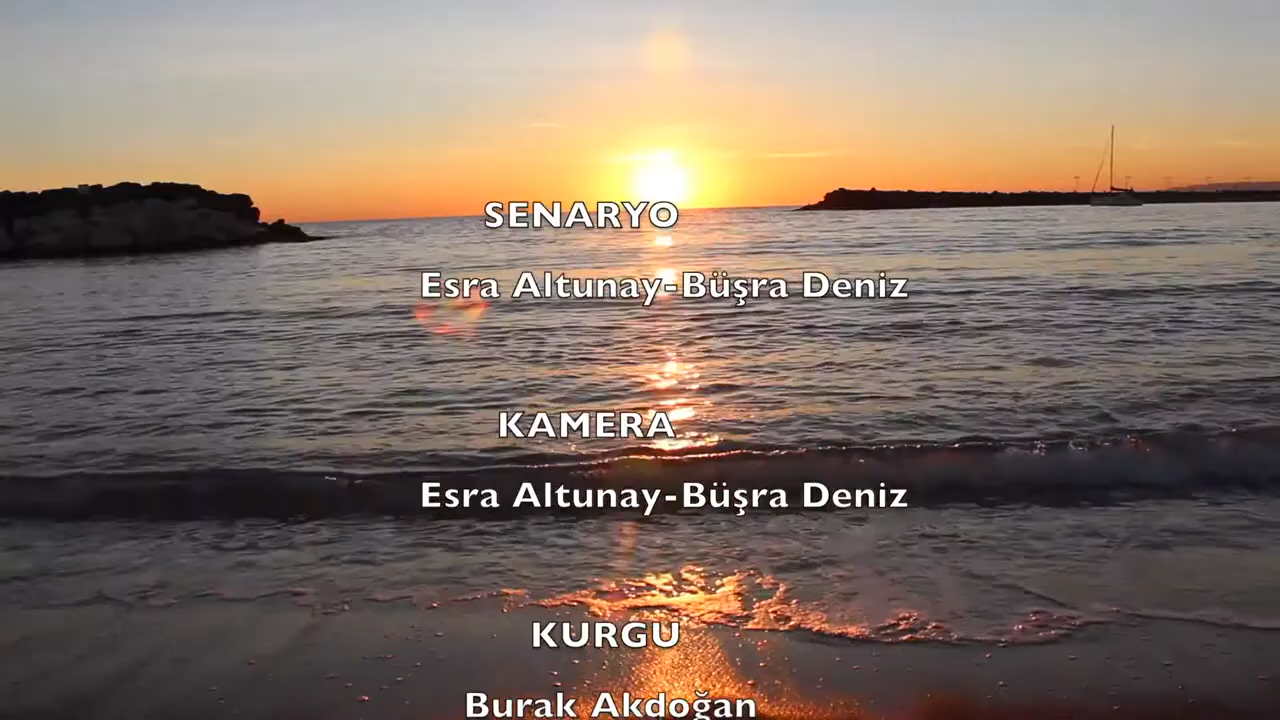 SENARYO
Esra Altunay-Büşra Deniz
KAMERA
Esra Altunay-Büşra Deniz
KURGU
Burak Akdoğan